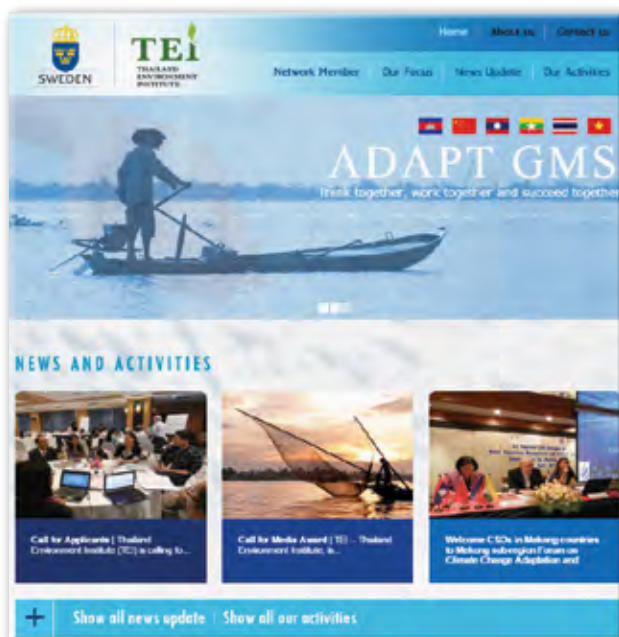 SWEDEN
TEi
THAILAND
ENVIRONMENT
INSTITUTE
Home About us Contact us
Network Member Our Focus News Update Our Activities
ADAPT GMS
Think together, work together and succeed together
NEWS AND ACTIVITIES
Call for Applicants | Thailand
Environment Institute (TEI) is calling fo...
Call for Media Award | TEI – Thailand
Environment Institute, is...
Welcome CSOs in Mekong countries
to Mekong subregion Forum on
Climate Change Adaptation and
+ Show all news update | Show all our activities